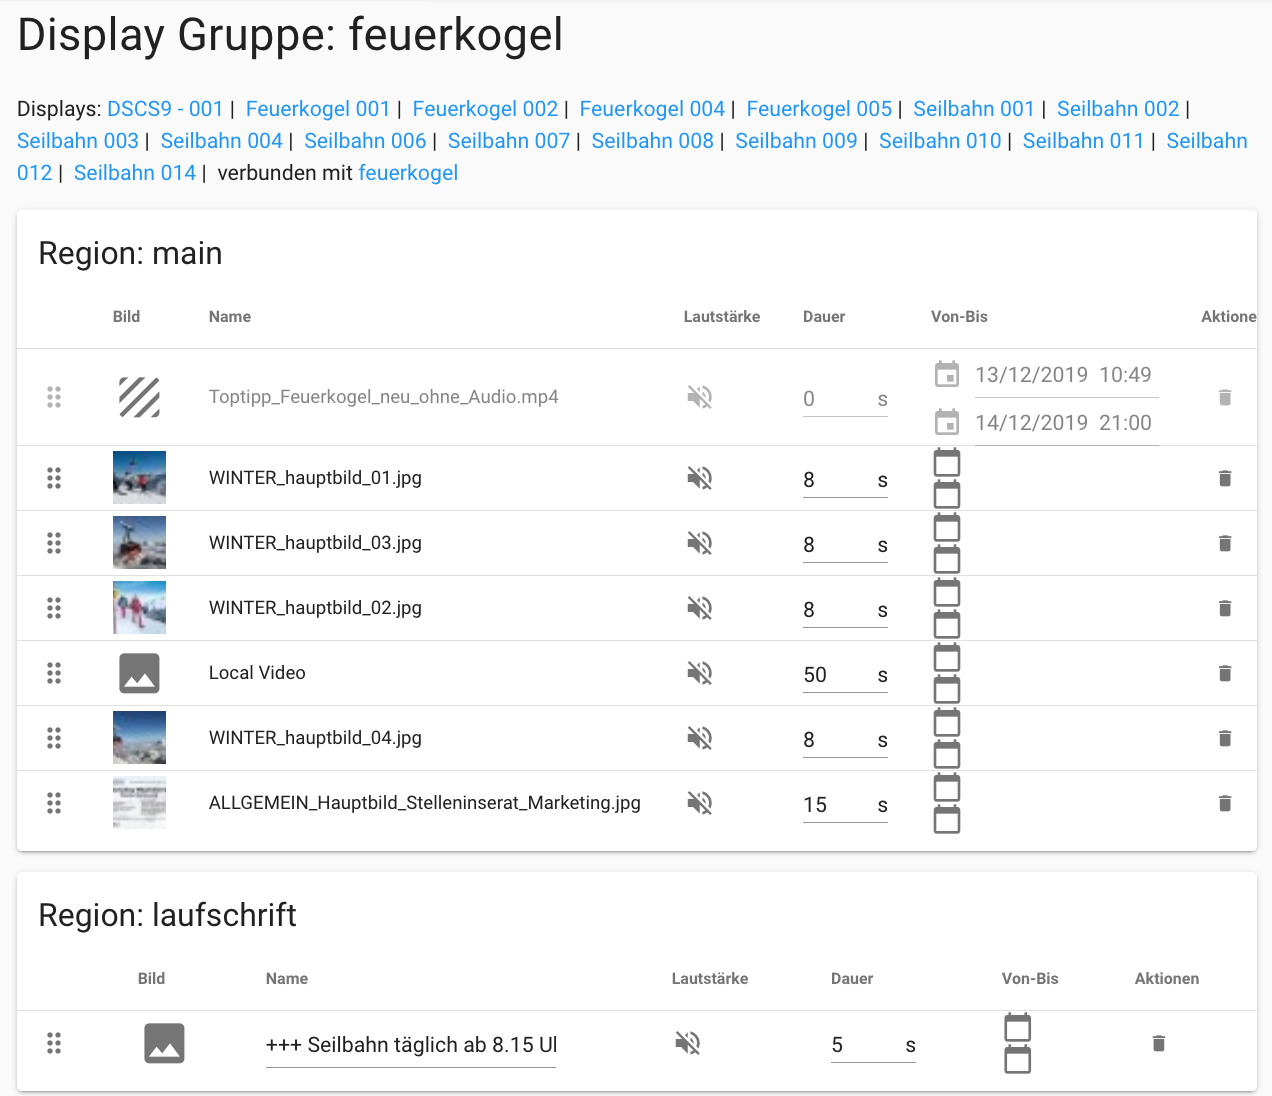 Display Gruppe: feuerkogel
Displays: DSCS9 - 001 | Feuerkogel 001 | Feuerkogel 002 | Feuerkogel 004 | Feuerkogel 005 | Seilbahn 001 | Seilbahn 002 |
Seilbahn 003 | Seilbahn 004 | Seilbahn 006 | Seilbahn 007 | Seilbahn 008 | Seilbahn 009 | Seilbahn 010 | Seilbahn 011 | Seilbahn
012 | Seilbahn 014 | verbunden mit feuerkogel
Region: main
Bild Name Lautstärke Dauer Von-Bis Aktione
Toptipp_Feuerkogel_neu_ohne_Audio.mp4 0 s 13/12/2019 10:49
14/12/2019 21:00
WINTER_hauptbild_01.jpg 8 s
WINTER_hauptbild_03.jpg 8 s
WINTER_hauptbild_02.jpg 8 s
Local Video 50 s
WINTER_hauptbild_04.jpg 8 s
ALLGEMEIN_Hauptbild_Stelleninserat_Marketing.jpg 15 s
Region: laufschrift
Bild Name Lautstärke Dauer Von-Bis Aktionen
+++ Seilbahn täglich ab 8.15 Ul 5 s